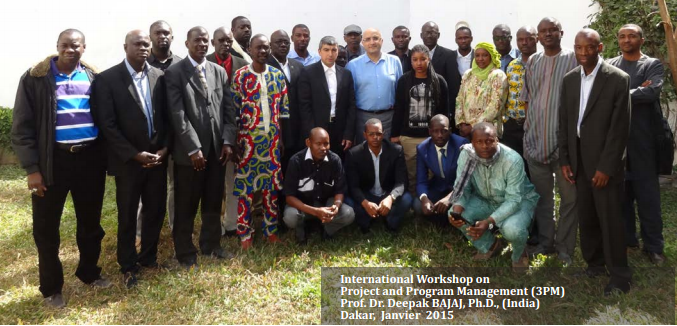 International Workshop on
Project and Program Management (3PM)
Prof. Dr. Deepak BAJAJ, Ph.D., (India)
Dakar, Janvier 2015